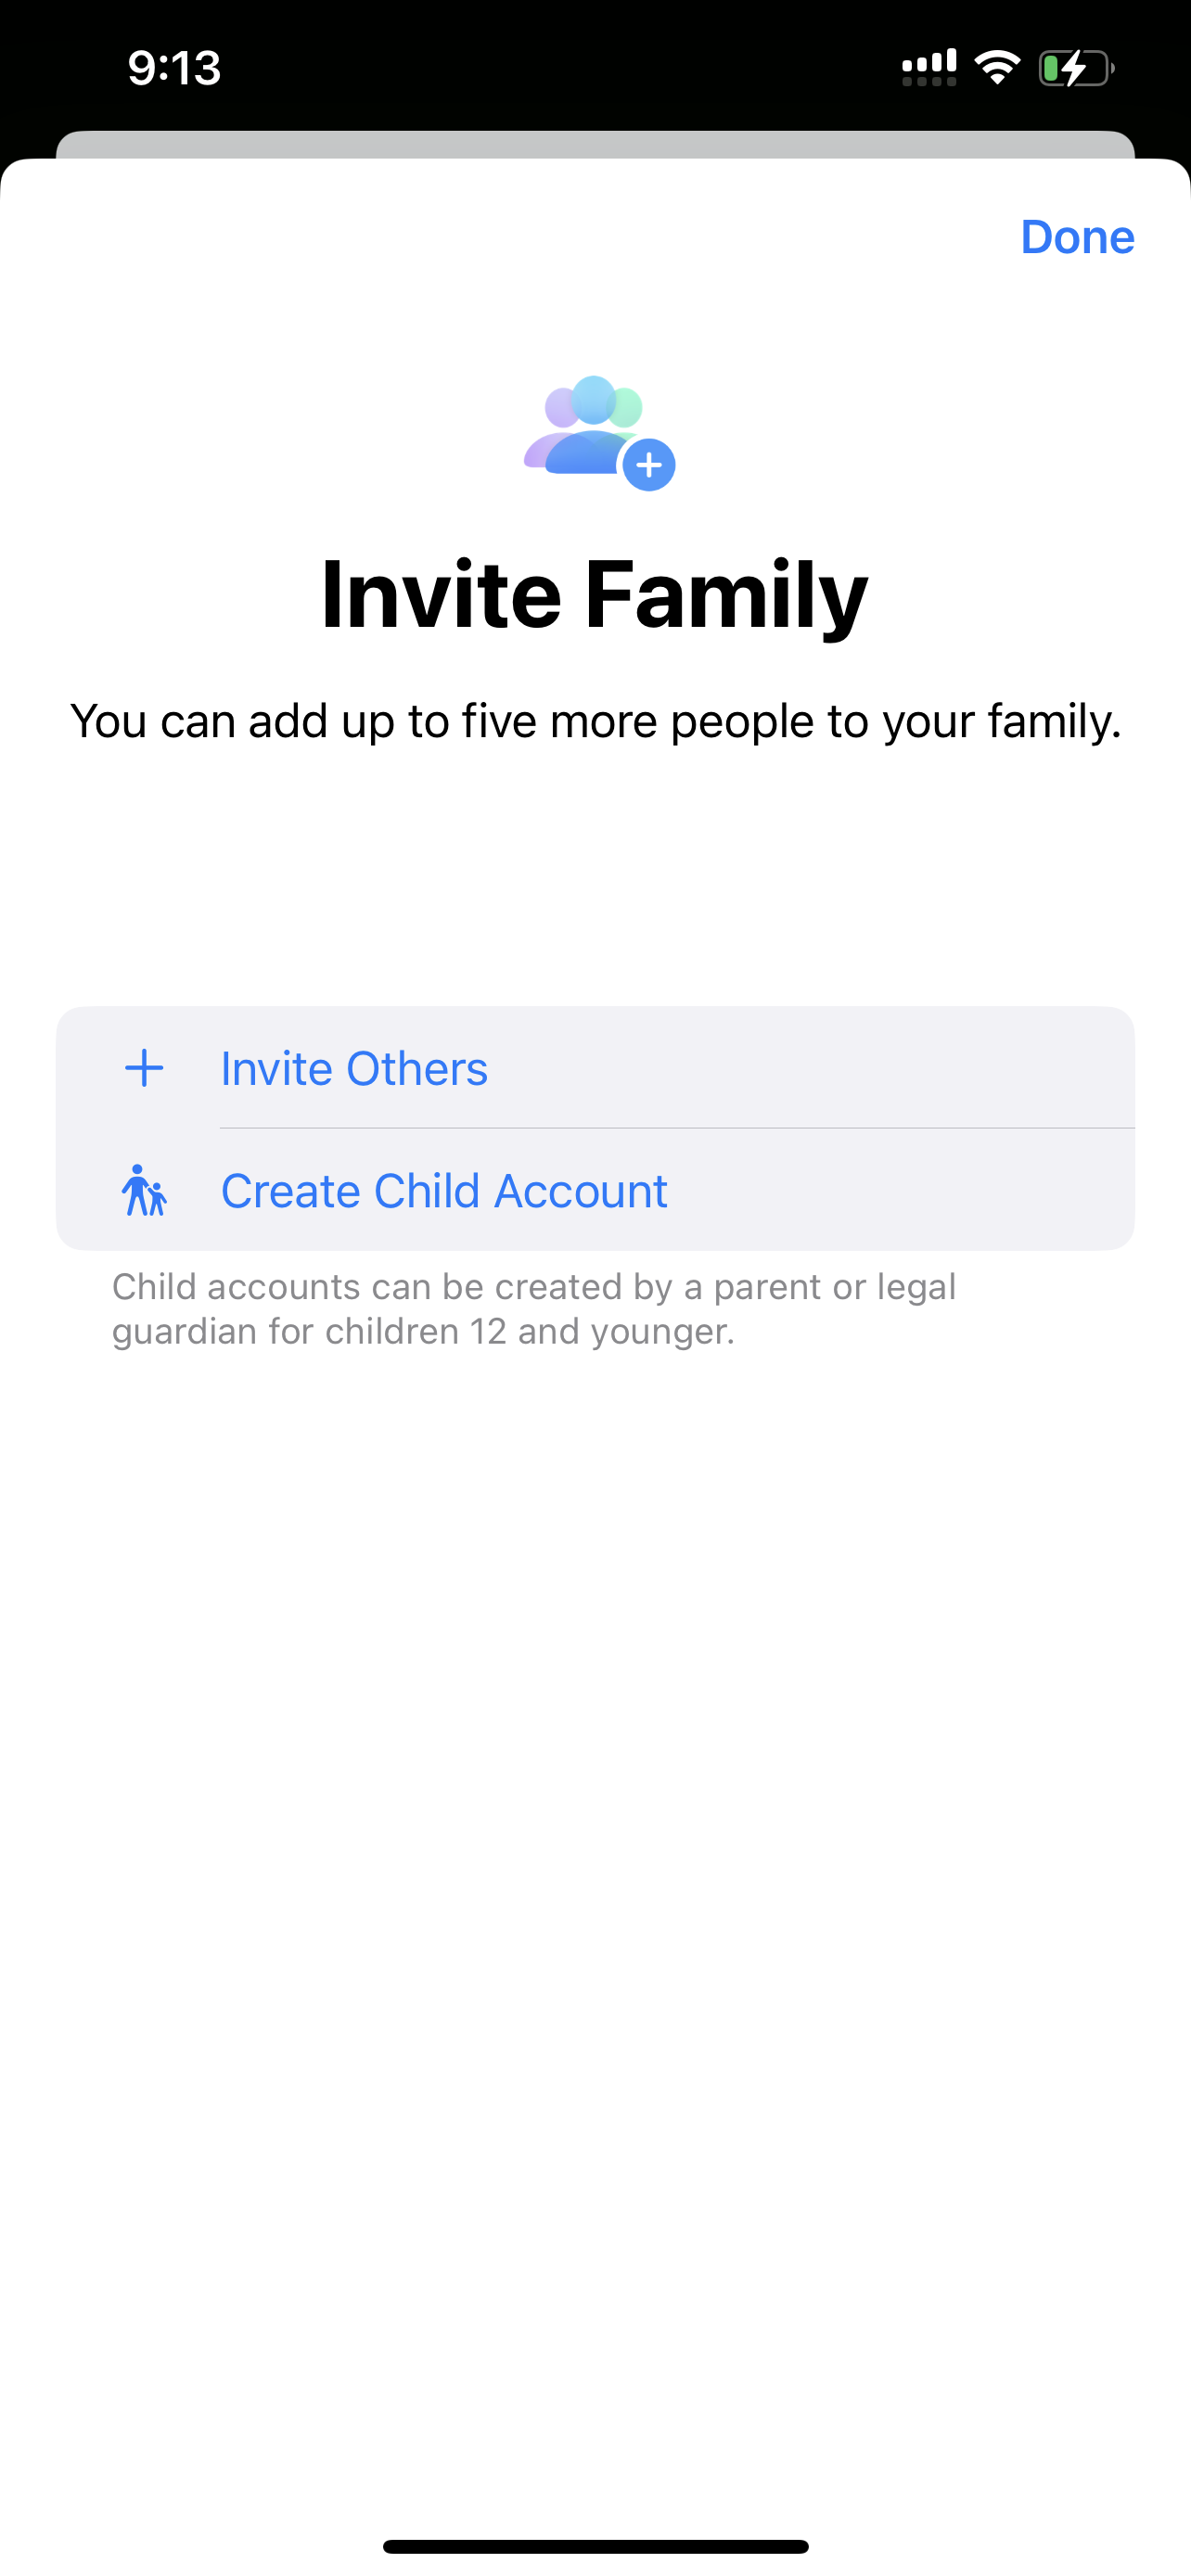 9:13
Done
Invite Family
You can add up to five more people to your family.
Invite Others
Create Child Account
Child accounts can be created by a parent or legal
guardian for children 12 and younger.